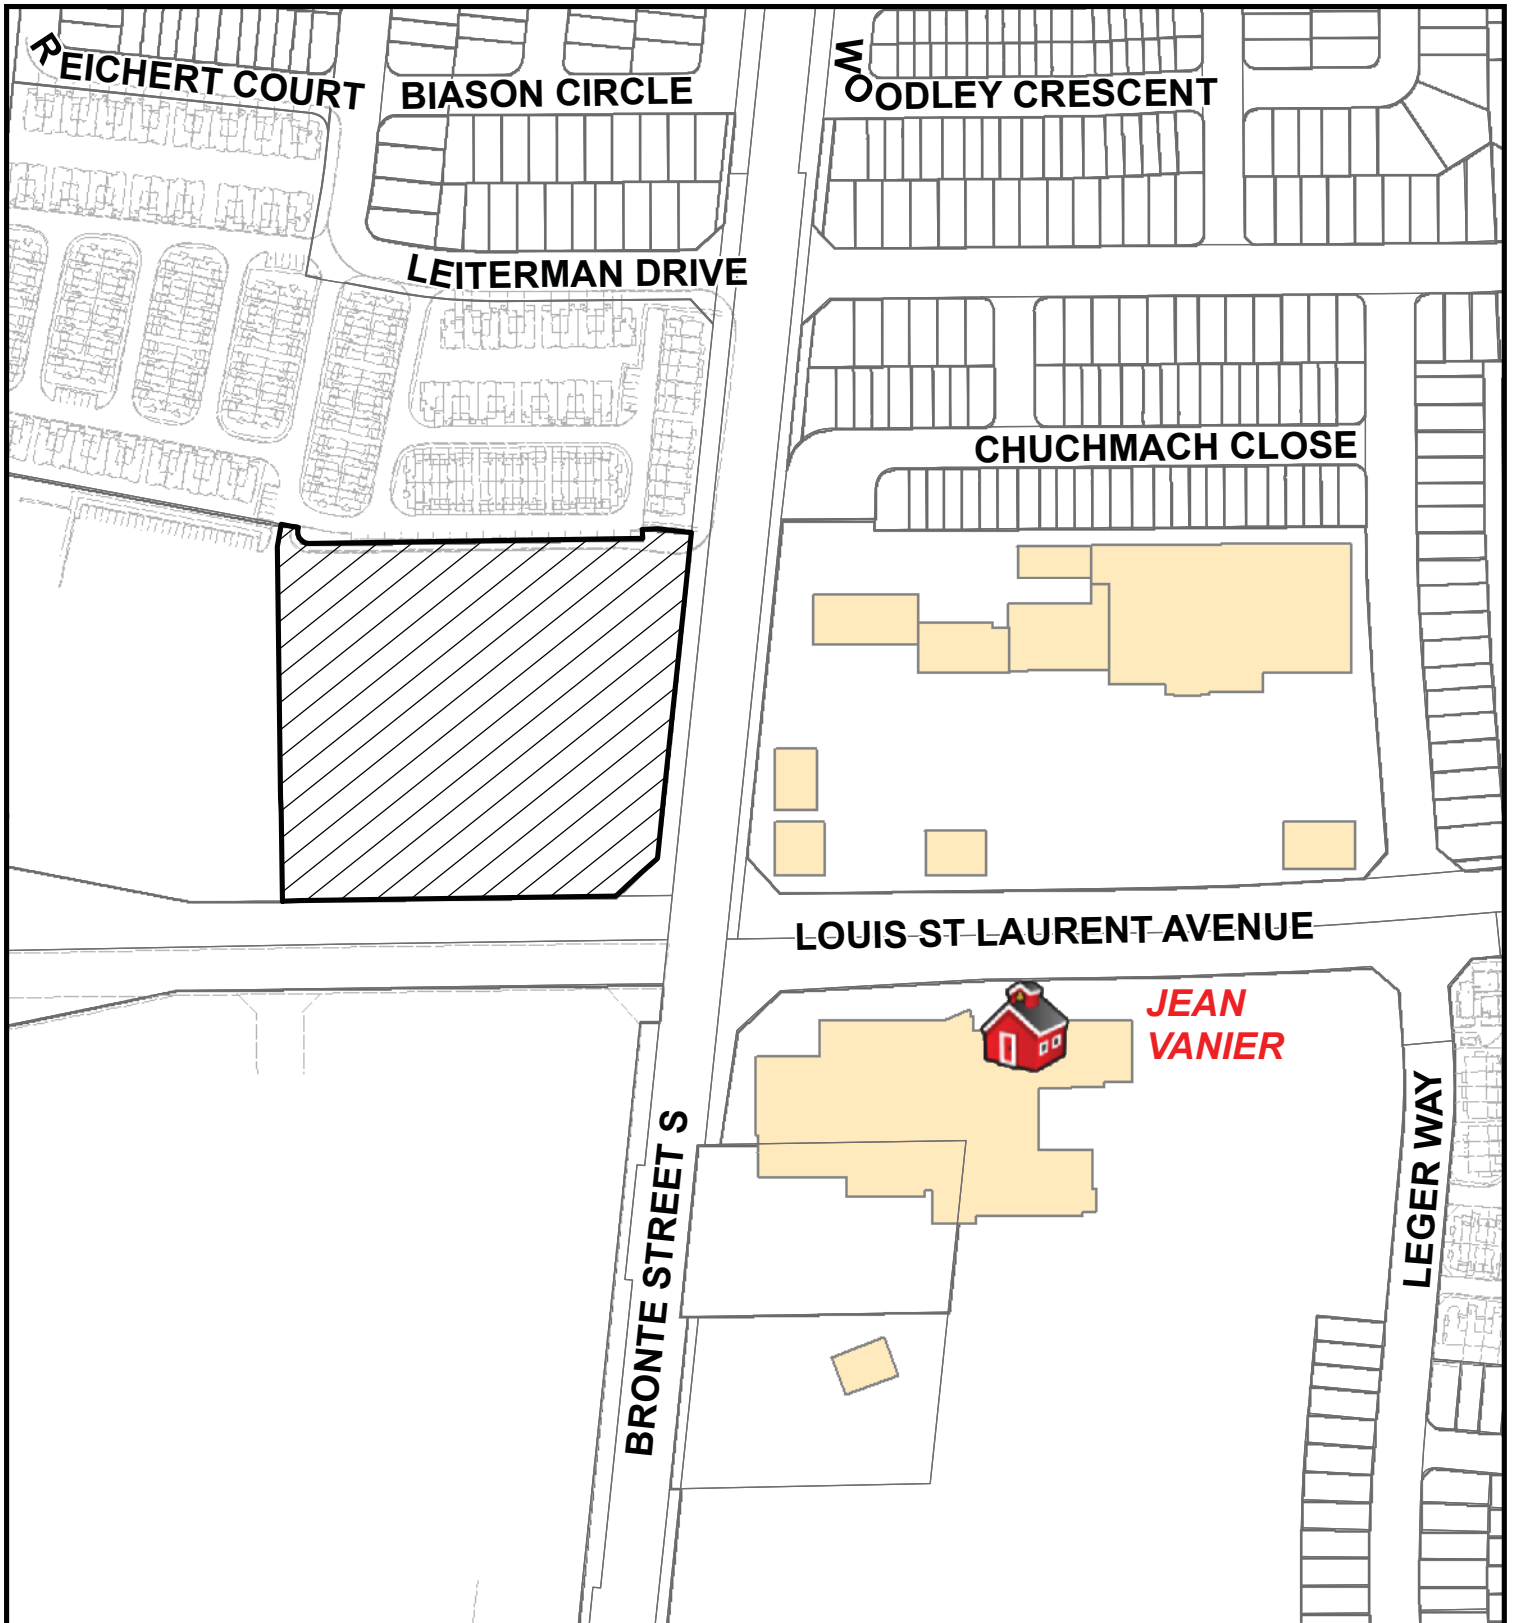 REICHERT COURT
BIASON CIRCLE
WOODLEY CRESCENT
LEITERMAN DRIVE
CHUCHMACH CLOSE
LOUIS ST LAURENT AVENUE
JEAN
VANIER
BRONTE STREET S
LEGER WAY